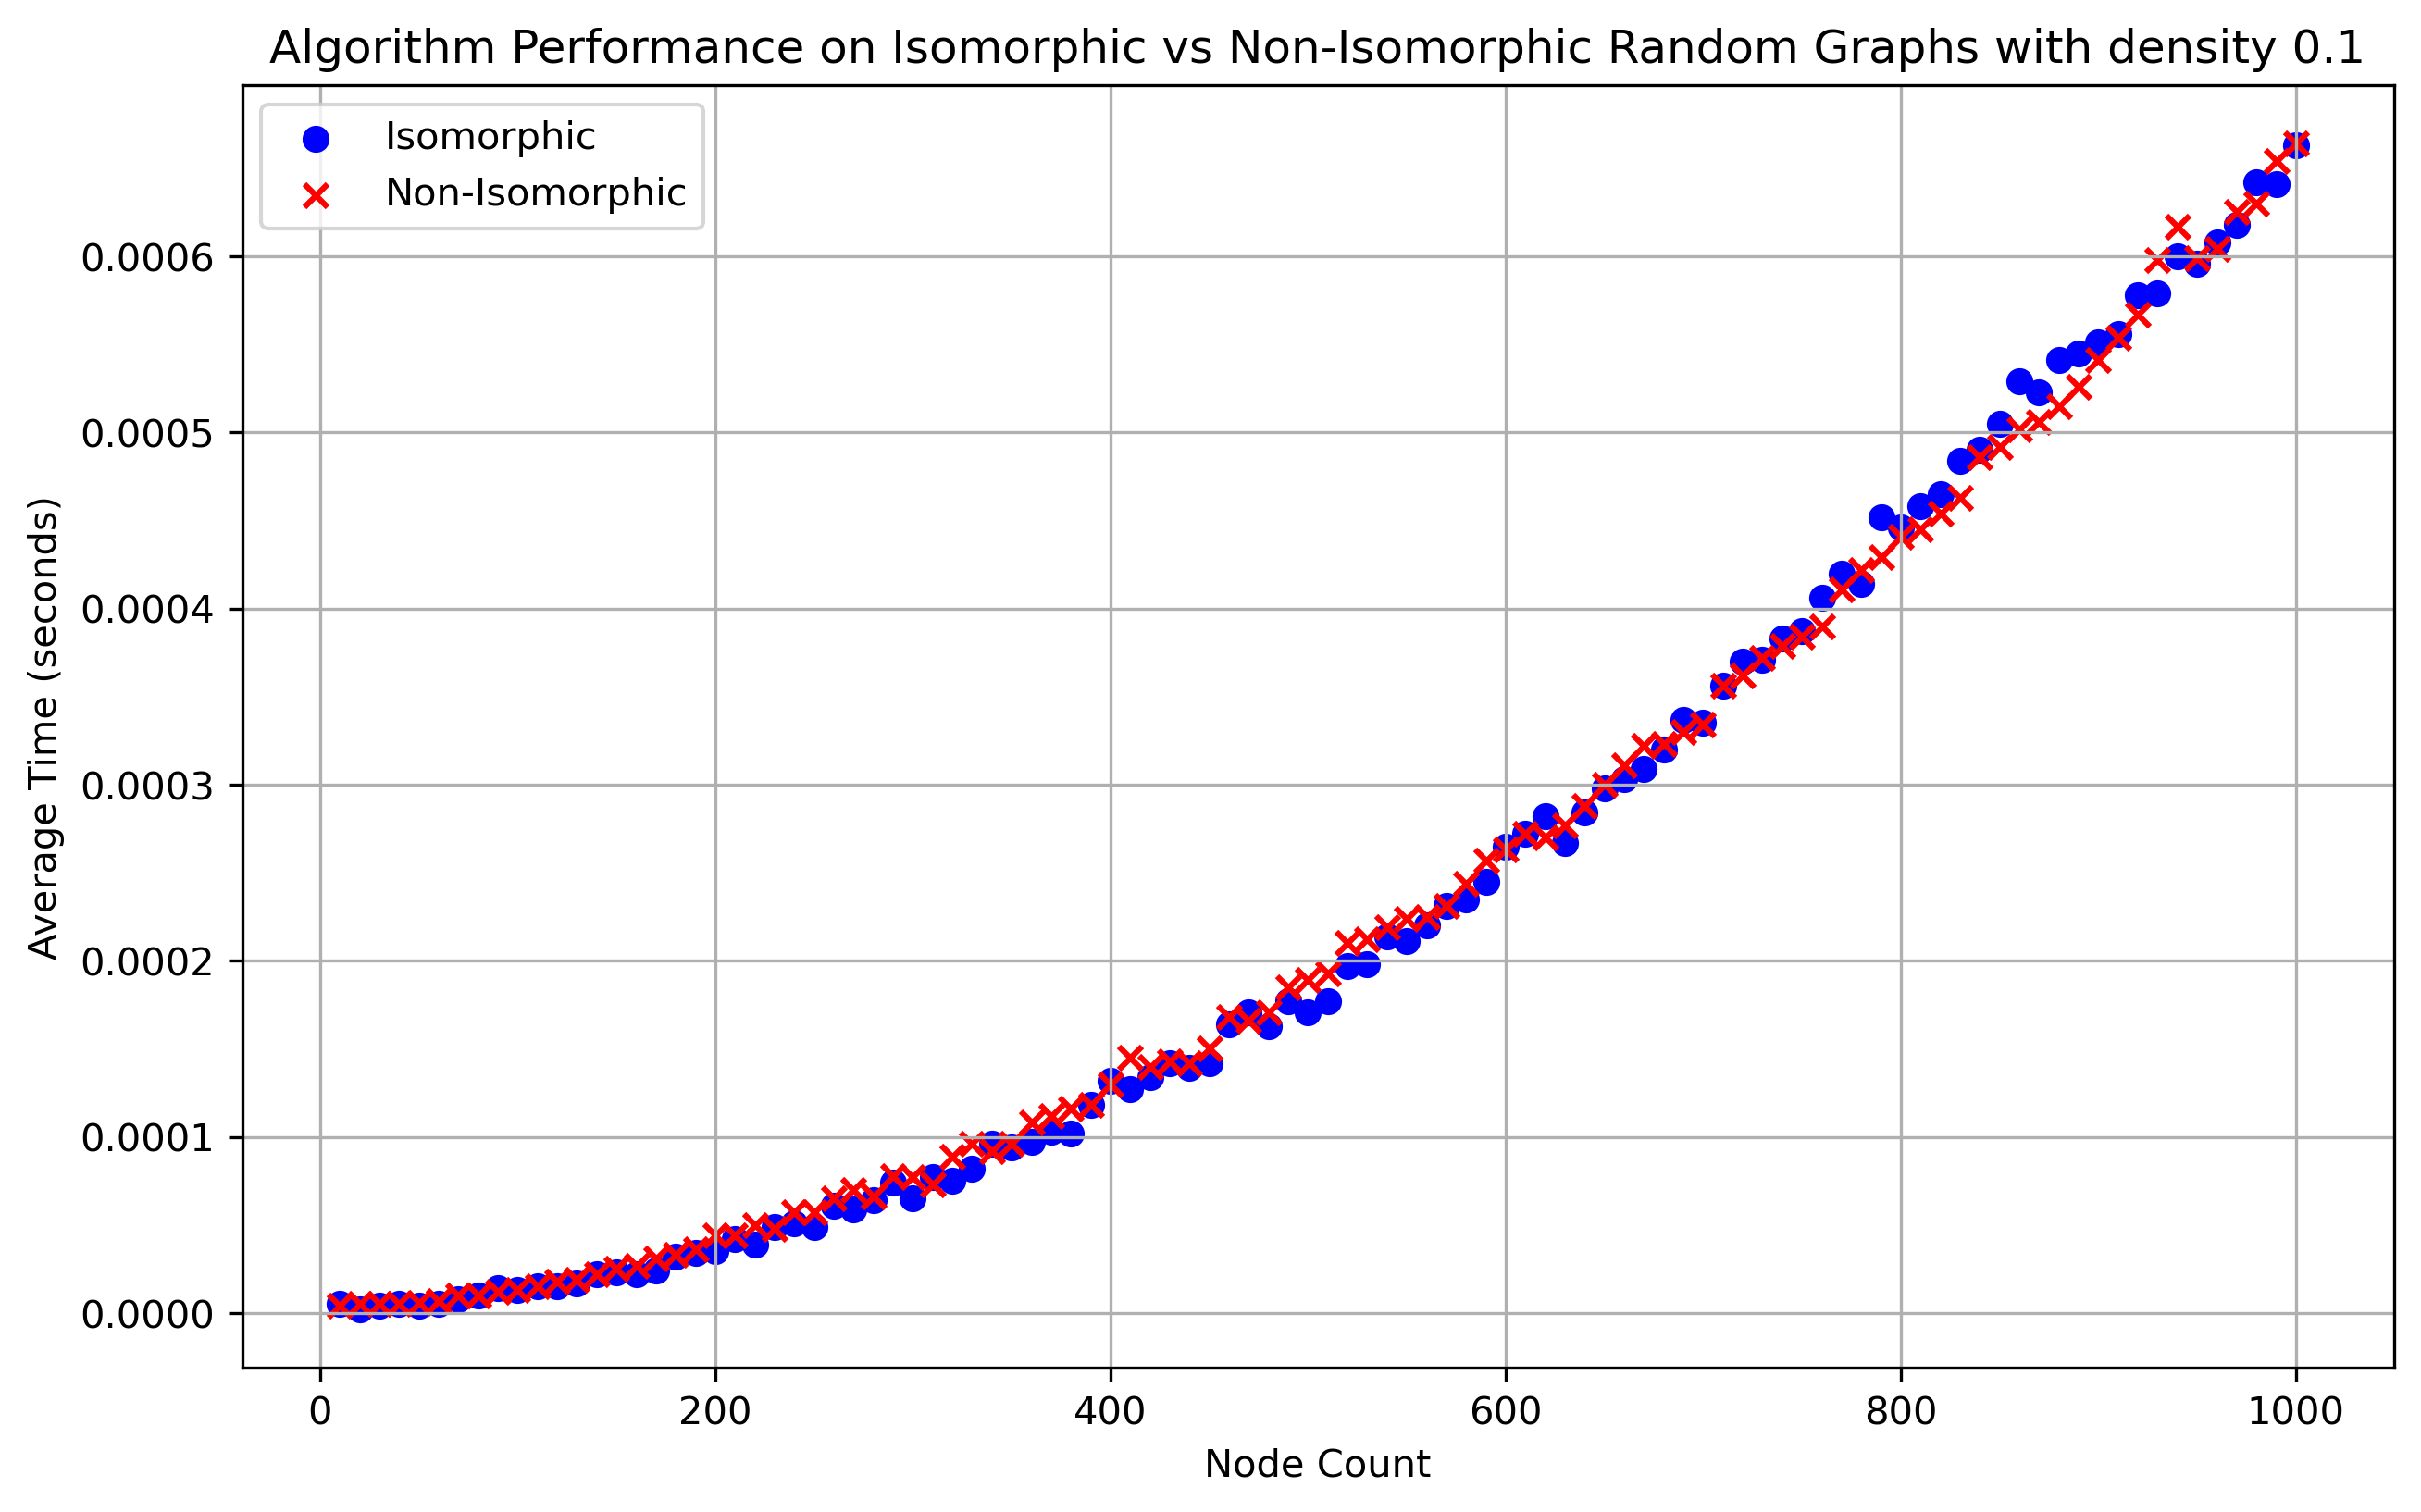 Algorithm Performance on Isomorphic vs Non-Isomorphic Random Graphs with density 0.1
Isomorphic
Non-Isomorphic
Average Time (seconds)
0.0006
0.0005
0.0004
0.0003
0.0002
0.0001
0.0000
0 200 400 600 800 1000
Node Count